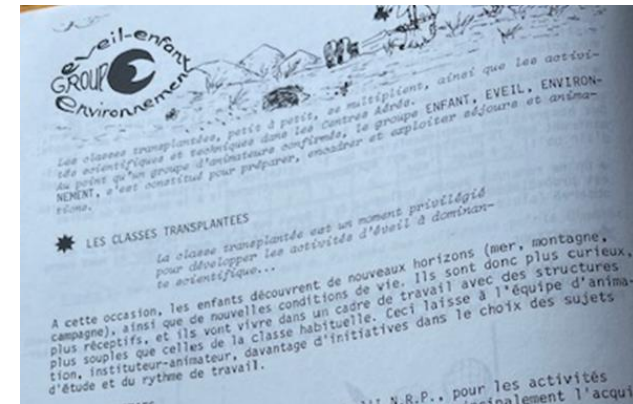 eveil-enfant
GROUPE
environnement
Les classes transplantées, petit à petit, se multiplient, ainsi que les activi-
tés scientifiques et techniques dans les Centres Aérés.
Au point qu'un groupe d'animateurs confirmés, le groupe ENFANT, EVEIL, ENVIRON-
NEMENT, s'est constitué pour préparer, encadrer et exploiter séjours et anima-
tions.
LES CLASSES TRANSPLANTEES
La classe transplantée est un moment privilégié
pour développer les activités d'éveil à dominan-
te scientifique...
A cette occasion, les enfants découvrent de nouveaux horizons (mer, montagne,
campagne), ainsi que de nouvelles conditions de vie. Ils sont donc plus curieux,
plus réceptifs, et ils vont vivre dans un cadre de travail avec des structures
plus souples que celles de la classe habituelle. Ceci laisse à l'équipe d'anima-
tion, instituteur-animateur, davantage d'initiatives dans le choix des sujets
d'étude et du rythme de travail.
N.R.P., pour les activités
l'acqui